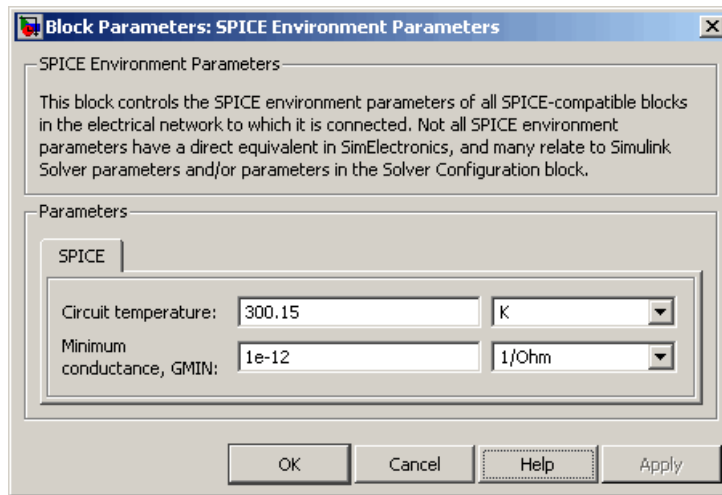 Block Parameters: SPICE Environment Parameters
SPICE Environment Parameters
This block controls the SPICE environment parameters of all SPICE-compatible blocks
in the electrical network to which it is connected. Not all SPICE environment
parameters have a direct equivalent in SimElectronics, and many relate to Simulink
Solver parameters and/or parameters in the Solver Configuration block.
Parameters
SPICE
Circuit temperature: 300.15 K
Minimum
conductance, GMIN: 1e-12 1/Ohm
OK Cancel Help Apply